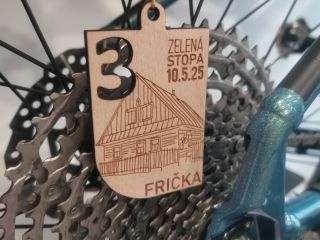 3
ZELENÁ
STOPA
10.5.25
FRIČKA